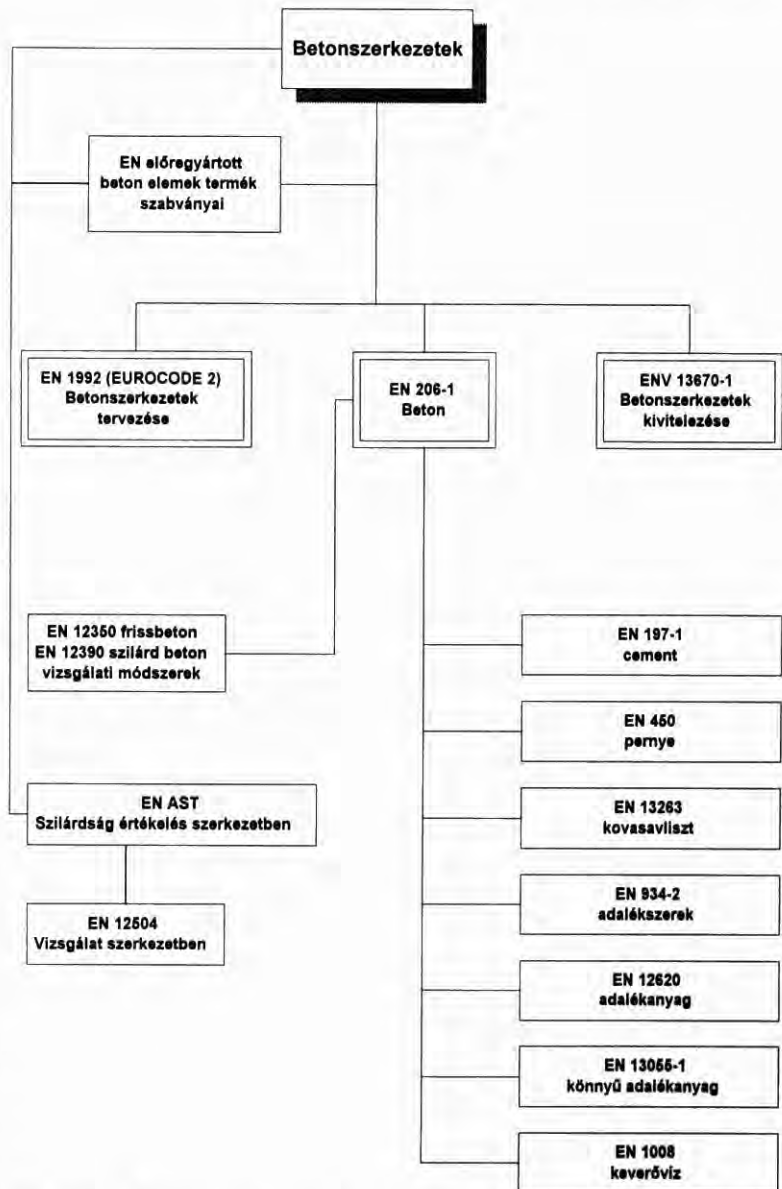 Betonszerkezetek
EN előregyártott
beton elemek termék
szabványai
EN 1992 (EUROCODE 2)
Betonszerkezetek
tervezése
EN 206-1
Beton
ENV 13670-1
Betonszerkezetek
kivitelezése
EN 12350 frissbeton
EN 12390 szilárd beton
vizsgálati módszerek
EN 197-1
cement
EN 450
pernye
EN AST
Szilárdság értékelés szerkezetben
EN 13263
kovasavliszt
EN 12504
Vizsgálat szerkezetben
EN 934-2
adalékszerek
EN 12620
adalékanyag
EN 13055-1
könnyű adalékanyag
EN 1008
keverővíz